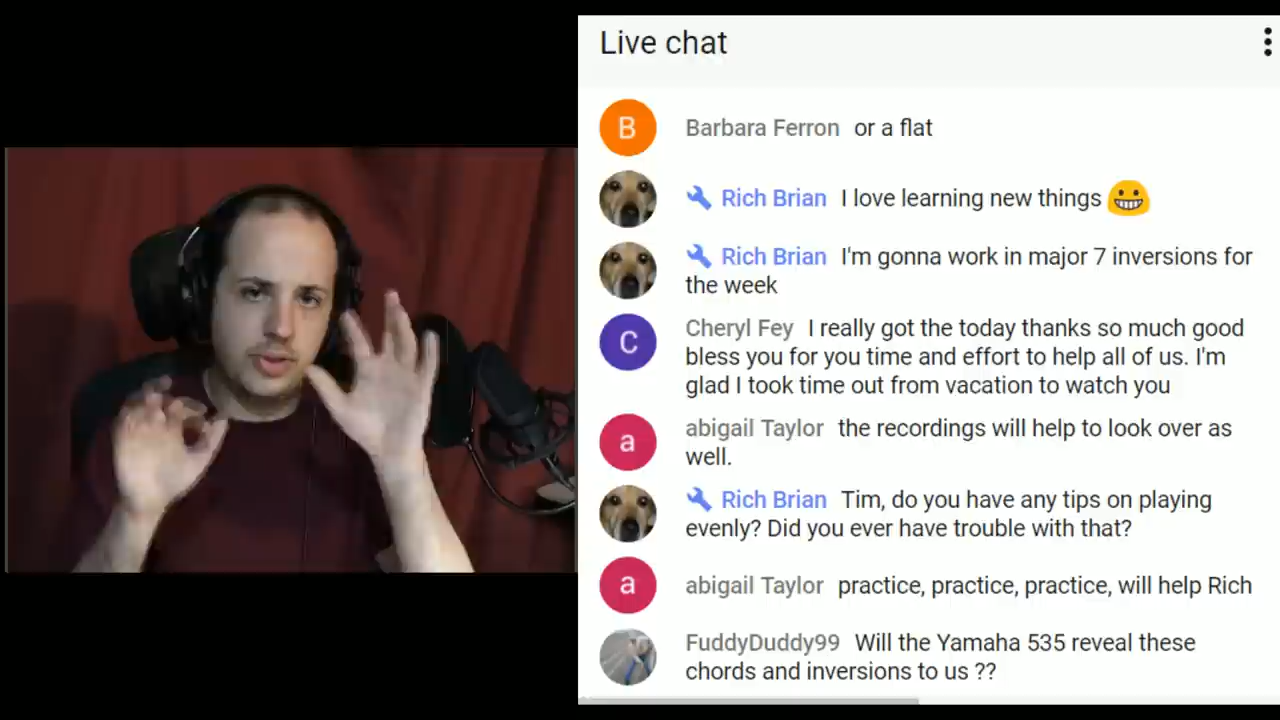 Live chat
B
Barbara Ferron or a flat
Rich Brian I love learning new things
Rich Brian I'm gonna work in major 7 inversions for
the week
C
Cheryl Fey I really got the today thanks so much good
bless you for you time and effort to help all of us. I'm
glad I took time out from vacation to watch you
a
abigail Taylor the recordings will help to look over as
well.
Rich Brian Tim, do you have any tips on playing
evenly? Did you ever have trouble with that?
a
abigail Taylor practice, practice, practice, will help Rich
FuddyDuddy99 Will the Yamaha 535 reveal these
chords and inversions to us ??